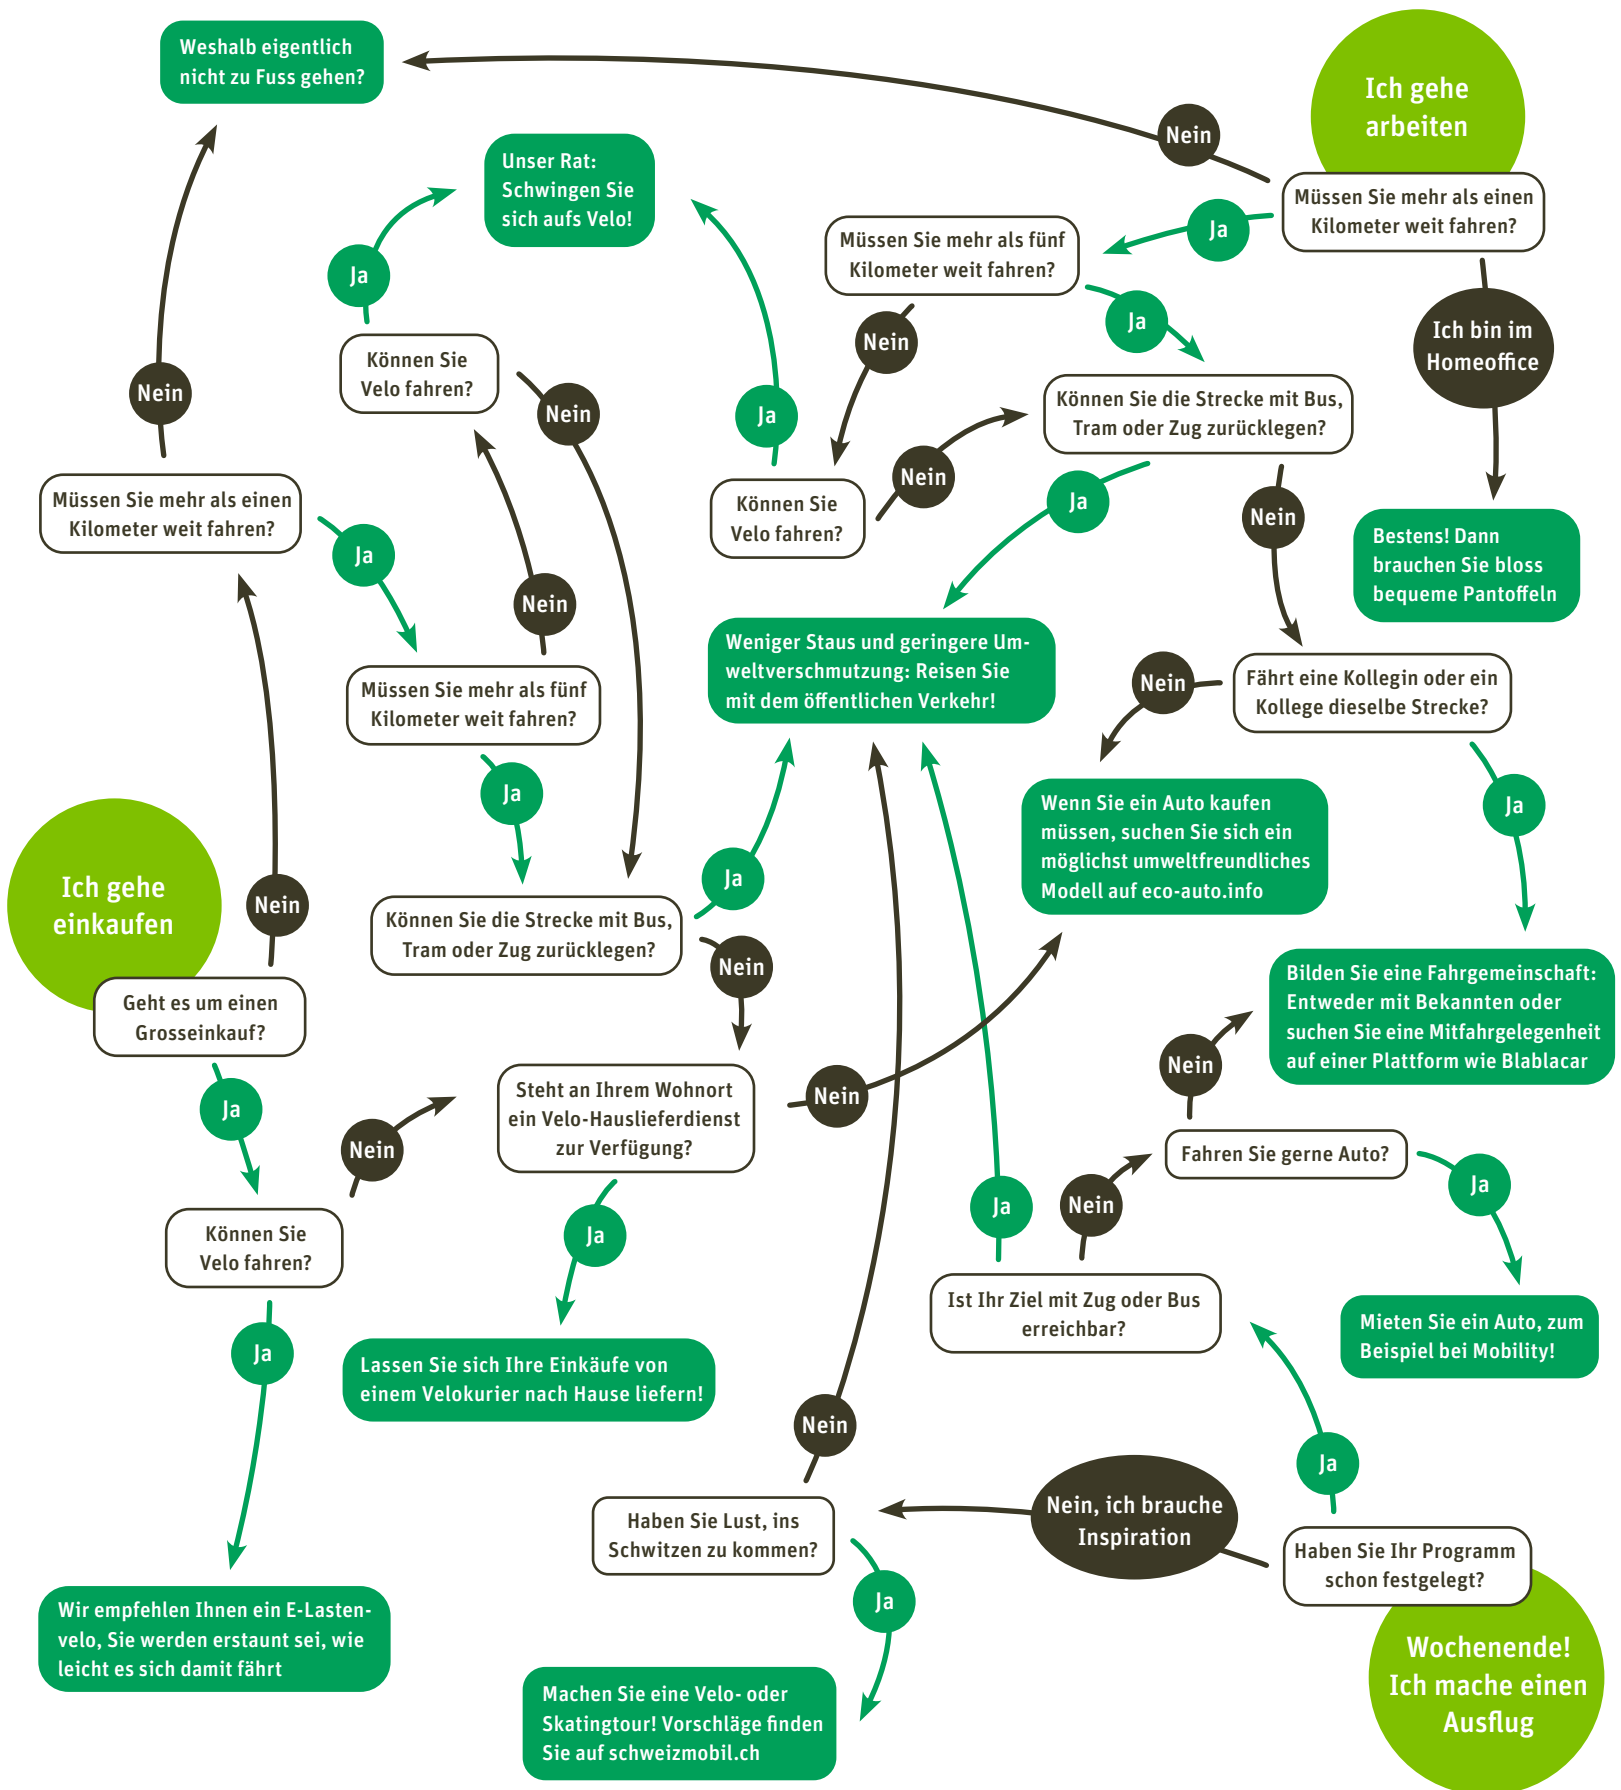 Weshalb eigentlich
nicht zu Fuss gehen?
Ich gehe
arbeiten
Nein
Unser Rat:
Schwingen Sie
sich aufs Velo!
Müssen Sie mehr als einen
Kilometer weit fahren?
Ja
Müssen Sie mehr als fünf
Kilometer weit fahren?
Ja
Ja
Nein
Ich bin im
Homeoffice
Können Sie
Velo fahren?
Nein
Nein
Ja
Können Sie die Strecke mit Bus,
Tram oder Zug zurücklegen?
Nein
Ja
Nein
Müssen Sie mehr als einen
Kilometer weit fahren?
Können Sie
Velo fahren?
Bestens! Dann
brauchen Sie bloss
bequeme Pantoffeln
Ja
Nein
Weniger Staus und geringere Um-
weltverschmutzung: Reisen Sie
mit dem öffentlichen Verkehr!
Müssen Sie mehr als fünf
Kilometer weit fahren?
Nein
Fährt eine Kollegin oder ein
Kollege dieselbe Strecke?
Ja
Wenn Sie ein Auto kaufen
müssen, suchen Sie sich ein
möglichst umweltfreundliches
Modell auf eco-auto.info
Ja
Ich gehe
einkaufen
Nein
Ja
Können Sie die Strecke mit Bus,
Tram oder Zug zurücklegen?
Nein
Bilden Sie eine Fahrgemeinschaft:
Entweder mit Bekannten oder
suchen Sie eine Mitfahrgelegenheit
auf einer Plattform wie Blablacar
Geht es um einen
Grosseinkauf?
Nein
Steht an Ihrem Wohnort
ein Velo-Hauslieferdienst
zur Verfügung?
Nein
Ja
Nein
Fahren Sie gerne Auto?
Ja
Ja
Nein
Können Sie
Velo fahren?
Ja
Ist Ihr Ziel mit Zug oder Bus
erreichbar?
Mieten Sie ein Auto, zum
Beispiel bei Mobility!
Ja
Lassen Sie sich Ihre Einkäufe von
einem Velokurier nach Hause liefern!
Nein
Ja
Haben Sie Lust, ins
Schwitzen zu kommen?
Nein, ich brauche
Inspiration
Haben Sie Ihr Programm
schon festgelegt?
Wir empfehlen Ihnen ein E-Lasten-
velo, Sie werden erstaunt sei, wie
leicht es sich damit fährt
Ja
Wochenende!
Ich mache einen
Ausflug
Machen Sie eine Velo- oder
Skatingtour! Vorschläge finden
Sie auf schweizmobil.ch